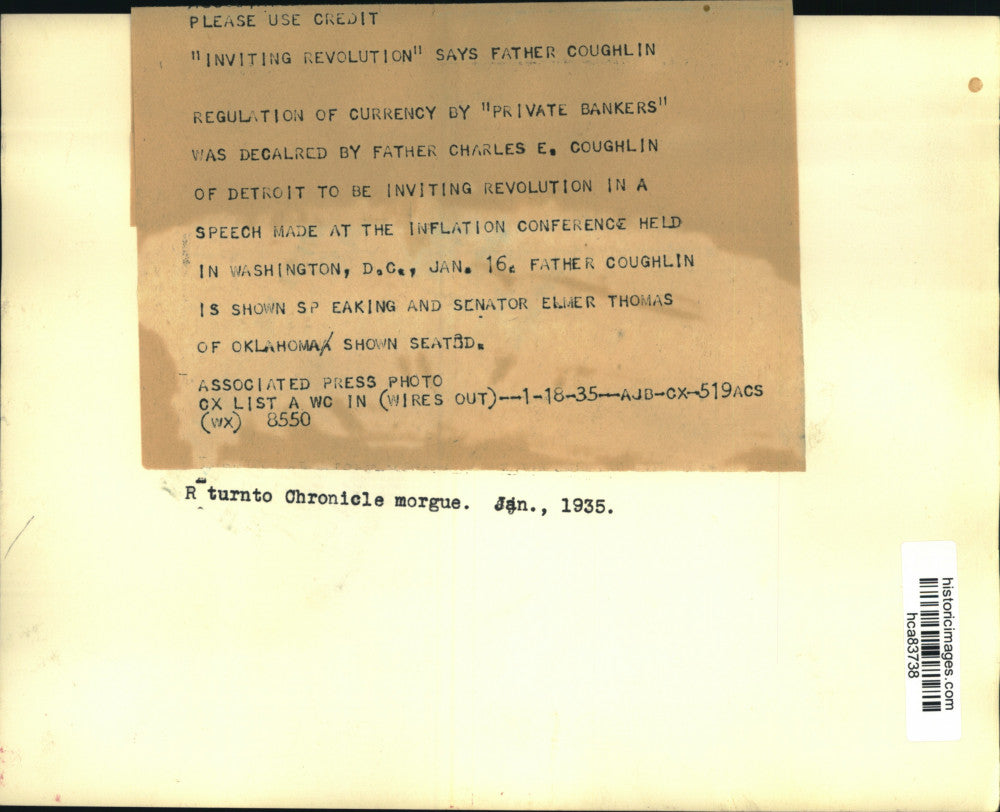 PLEASE USE CREDIT
"INVITING REVOLUTION" SAYS FATHER COUGHLIN
REGULATION OF CURRENCY BY "PRIVATE BANKERS"
WAS DECALRED BY FATHER CHARLES E. COUGHLIN
OF DETROIT TO BE INVITING REVOLUTION IN A
SPEECH MADE AT THE INFLATION CONFERENCE HELD
IN WASHINGTON, D.C., JAN. 16. FATHER COUGHLIN
IS SHOWN SP EAKING AND SENATOR ELMER THOMAS
OF OKLAHOMA SHOWN SEATED.
ASSOCIATED PRESS PHOTO
CX LIST A WC IN (WIRES OUT)--1-18-35--AJB-CX-519ACS
(WX) 8550
R turnto Chronicle morgue. Jan., 1935.
historicimages.com
hca83738